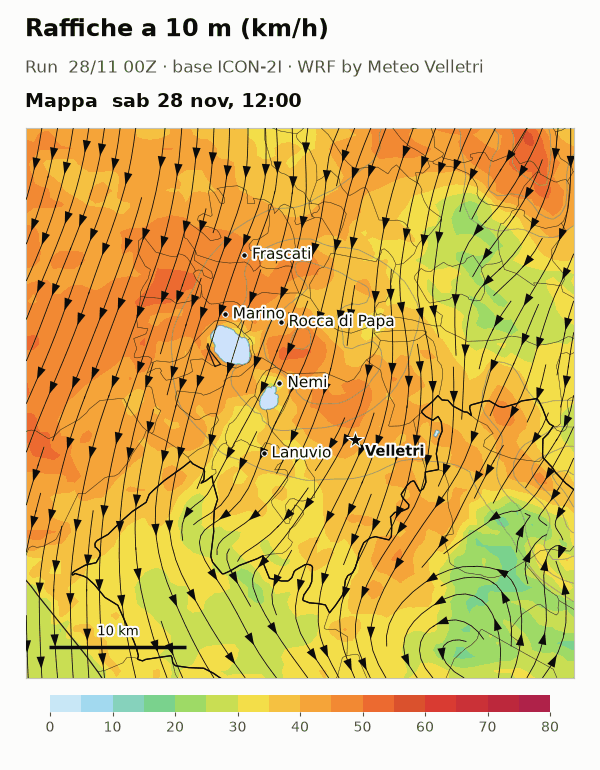 Raffiche a 10 m (km/h)
Run 28/11 00Z · base ICON-2I · WRF by Meteo Velletri
Mappa sab 28 nov, 12:00
Frascati
Marino
Rocca di Papa
Nemi
Velletri
Lanuvio
10 km
0 10 20 30 40 50 60 70 80